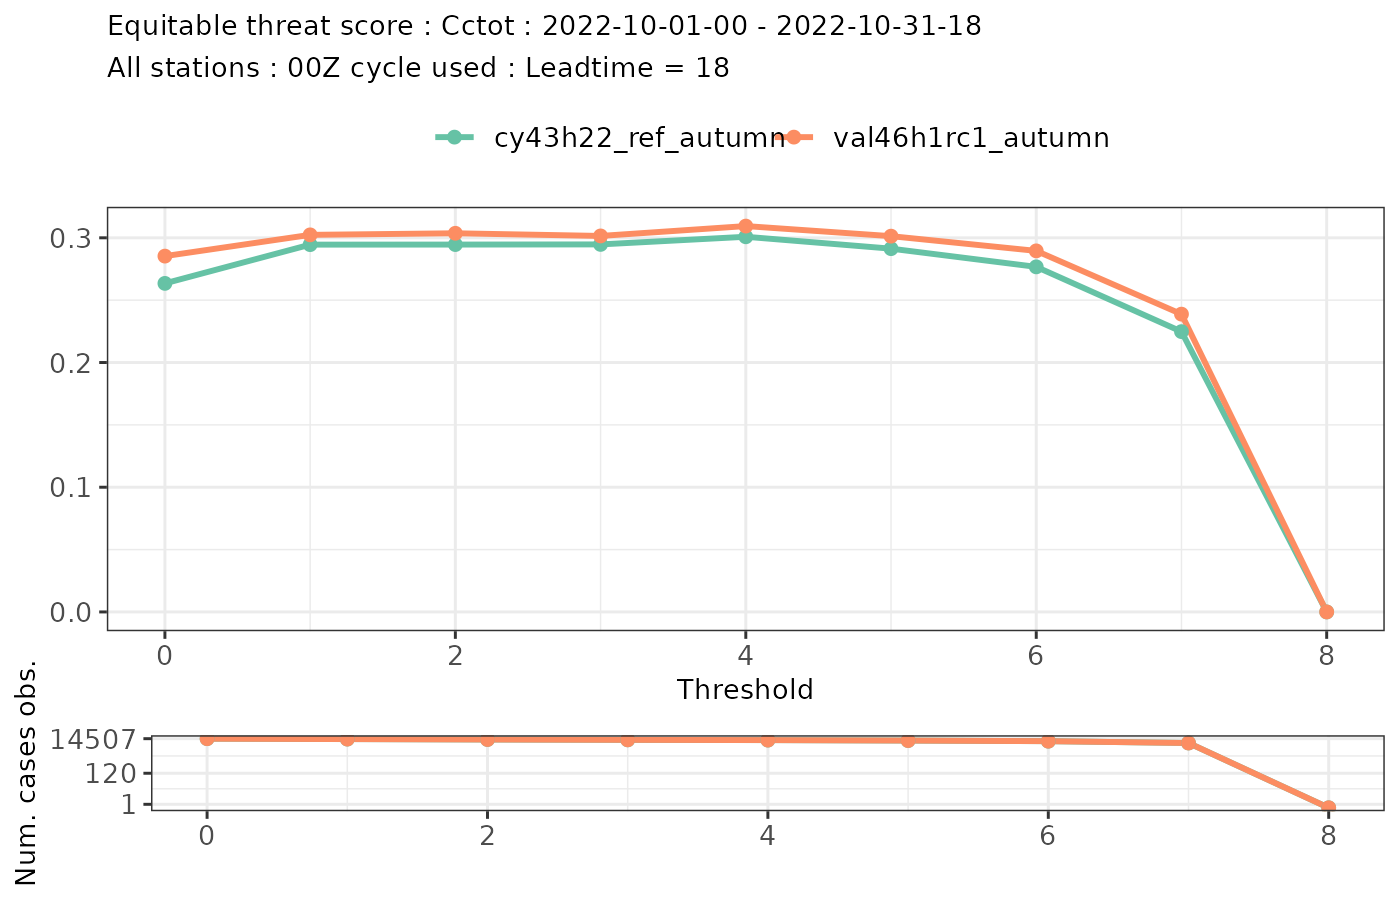 Equitable threat score : Cctot : 2022-10-01-00 - 2022-10-31-18
All stations : 00Z cycle used : Leadtime = 18
cy43h22_ref_autumn val46h1rc1_autumn
0.3
0.2
0.1
0.0
0 2 4 6 8
Threshold
Num. cases obs.
14507
120
1
0 2 4 6 8